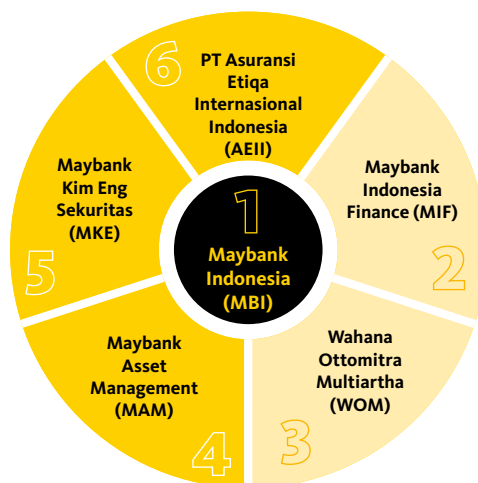 6
PT Asuransi
Etiqa
Internasional
Indonesia
(AEII)
Maybank
Kim Eng
Sekuritas
(MKE)
5
1
Maybank
Indonesia
(MBI)
Maybank
Indonesia
Finance (MIF)
2
Maybank
Asset
Management
(MAM)
4
Wahana
Ottomitra
Multiartha
(WOM)
3